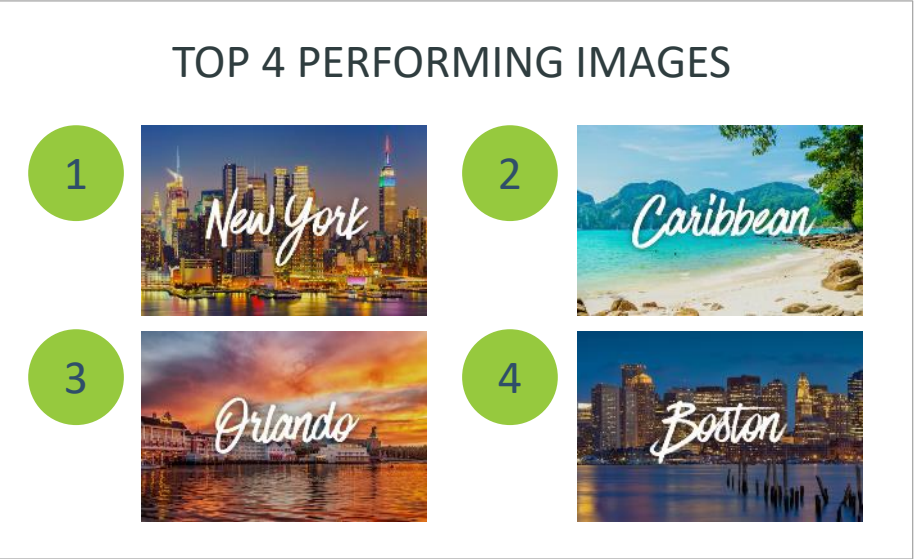 TOP 4 PERFORMING IMAGES
1
New York
2
Caribbean
3
Orlando
4
Boston